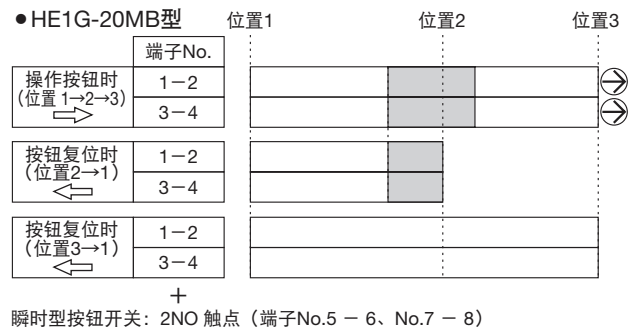 ●HE1G-20MB型
位置1 位置2 位置3
端子No.
操作按钮时
（位置 1→2→3）
1－2
3－4
按钮复位时
（位置2→1）
1－2
3－4
按钮复位时
（位置3→1）
1－2
3－4
＋
瞬时型按钮开关：2NO 触点（端子No.5 － 6、No.7 － 8）